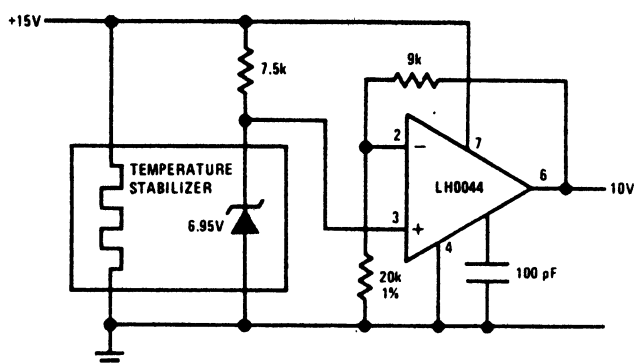 +15V
7.5k
9k
TEMPERATURE
STABILIZER
6.95V
2
−
7
LH0044
6
10V
3
+
4
20k
1%
100 pF